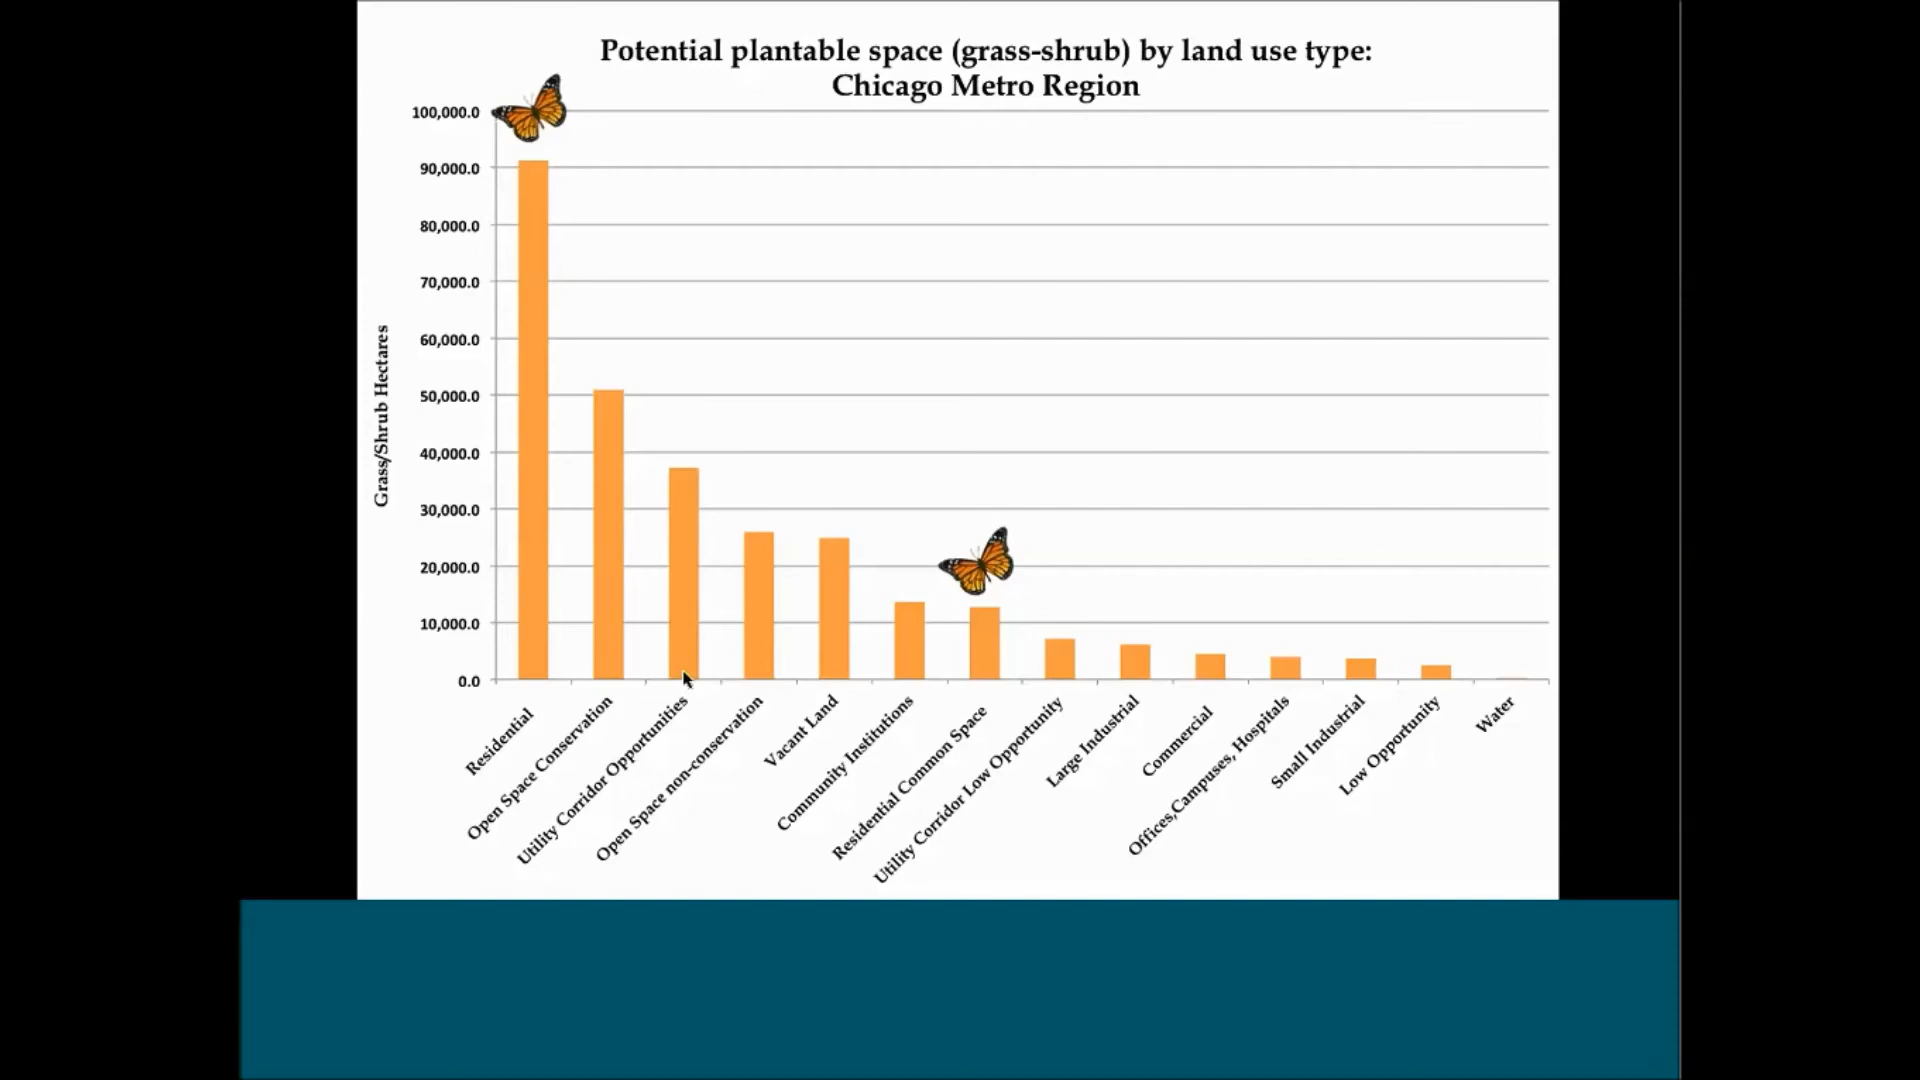 Potential plantable space (grass-shrub) by land use type:
Chicago Metro Region
100,000.0
90,000.0
80,000.0
70,000.0
60,000.0
50,000.0
40,000.0
30,000.0
20,000.0
10,000.0
0.0
Grass/Shrub Hectares
Residential
Open Space Conservation
Utility Corridor Opportunities
Open Space non-conservation
Vacant Land
Community Institutions
Residential Common Space
Utility Corridor Low Opportunity
Large Industrial
Commercial
Offices,Campuses, Hospitals
Small Industrial
Low Opportunity
Water